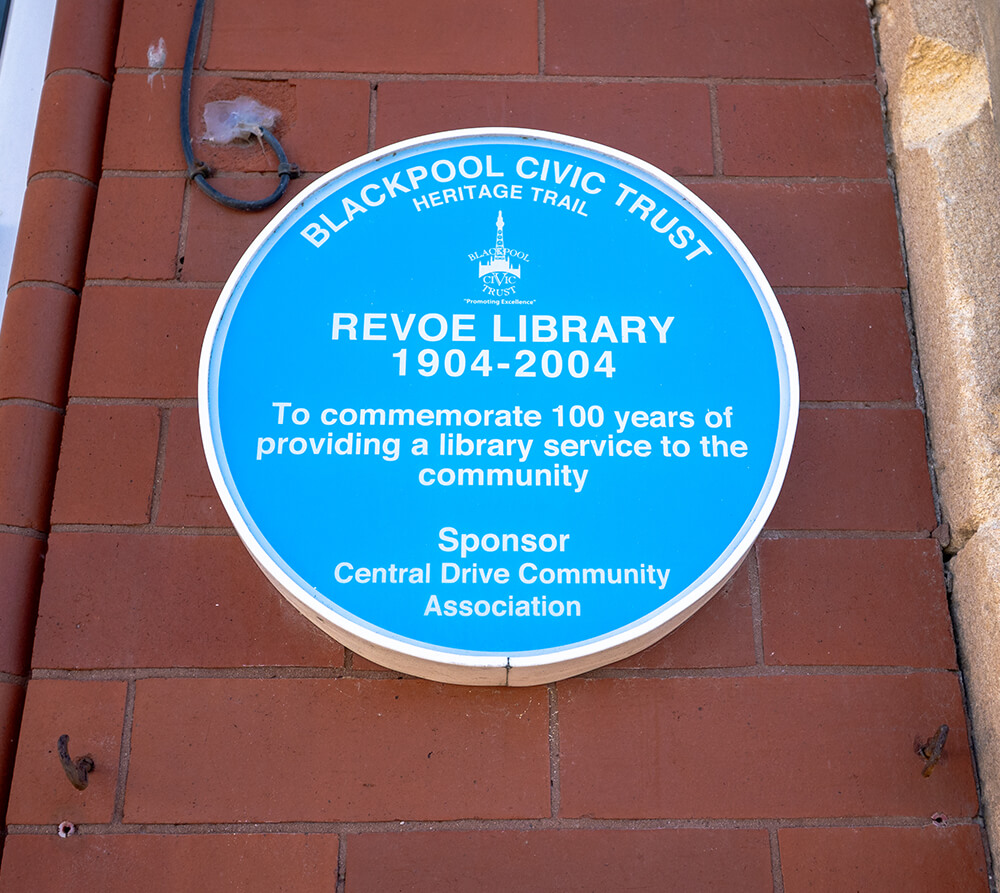 BLACKPOOL CIVIC TRUST
HERITAGE TRAIL
BLACKPOOL
CIVIC
TRUST
"Promoting Excellence"
REVOE LIBRARY
1904-2004
To commemorate 100 years of
providing a library service to the
community
Sponsor
Central Drive Community
Association